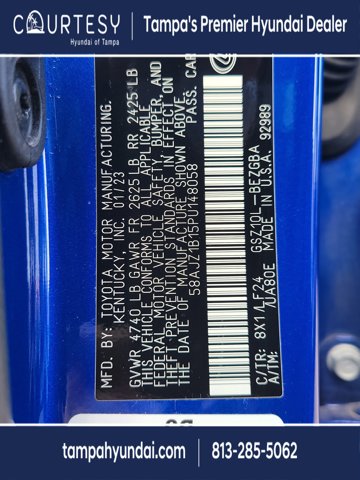 COURTESY
Hyundai of Tampa
Tampa's Premier Hyundai Dealer
MFD. BY: TOYOTA MOTOR MANUFACTURING,
KENTUCKY, INC. 01/23
GVWR 4740 LB GAWR FR 2625 LB RR 2425 LB
THIS VEHICLE CONFORMS TO ALL APPLICABLE
FEDERAL MOTOR VEHICLE SAFETY, BUMPER, AND
THEFT PREVENTION STANDARDS IN EFFECT ON
THE DATE OF MANUFACTURE SHOWN ABOVE.
58AJZ1B15PU148058 PASS. CAR
C/TR: 8X1/LF24 GSZ10L-BEZGBA
A/TM: /UA80E MADE IN U.S.A. 92989
tampahyundai.com
813-285-5062